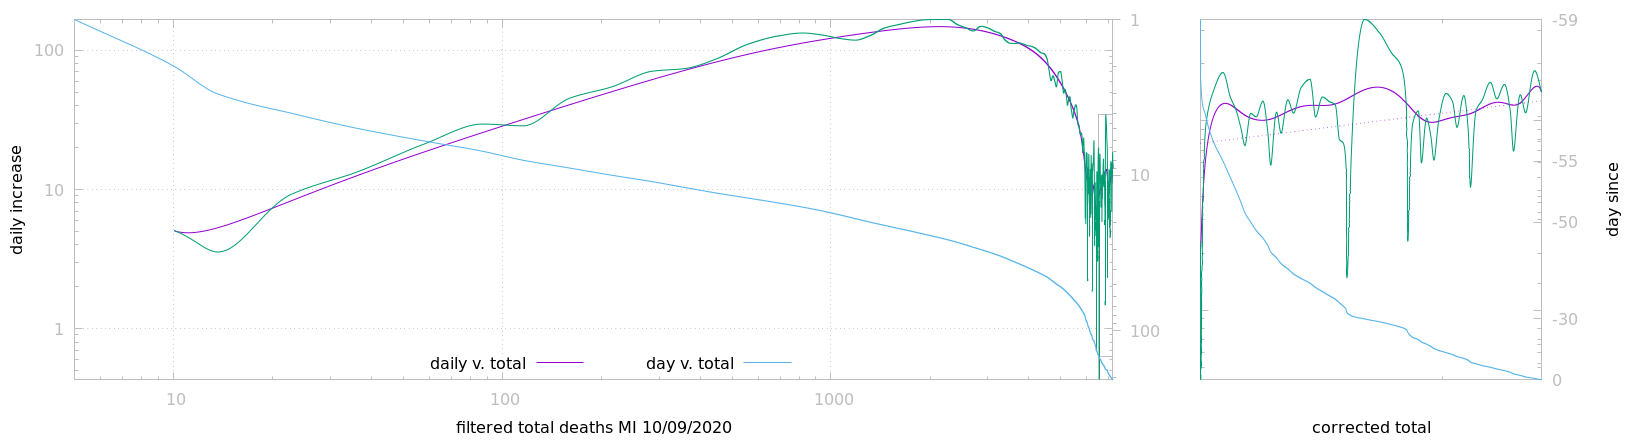 100
10
1
daily increase
10
100
1000
filtered total deaths MI 10/09/2020
daily v. total
day v. total
1
10
100
-59
-55
-50
-30
0
day since
corrected total